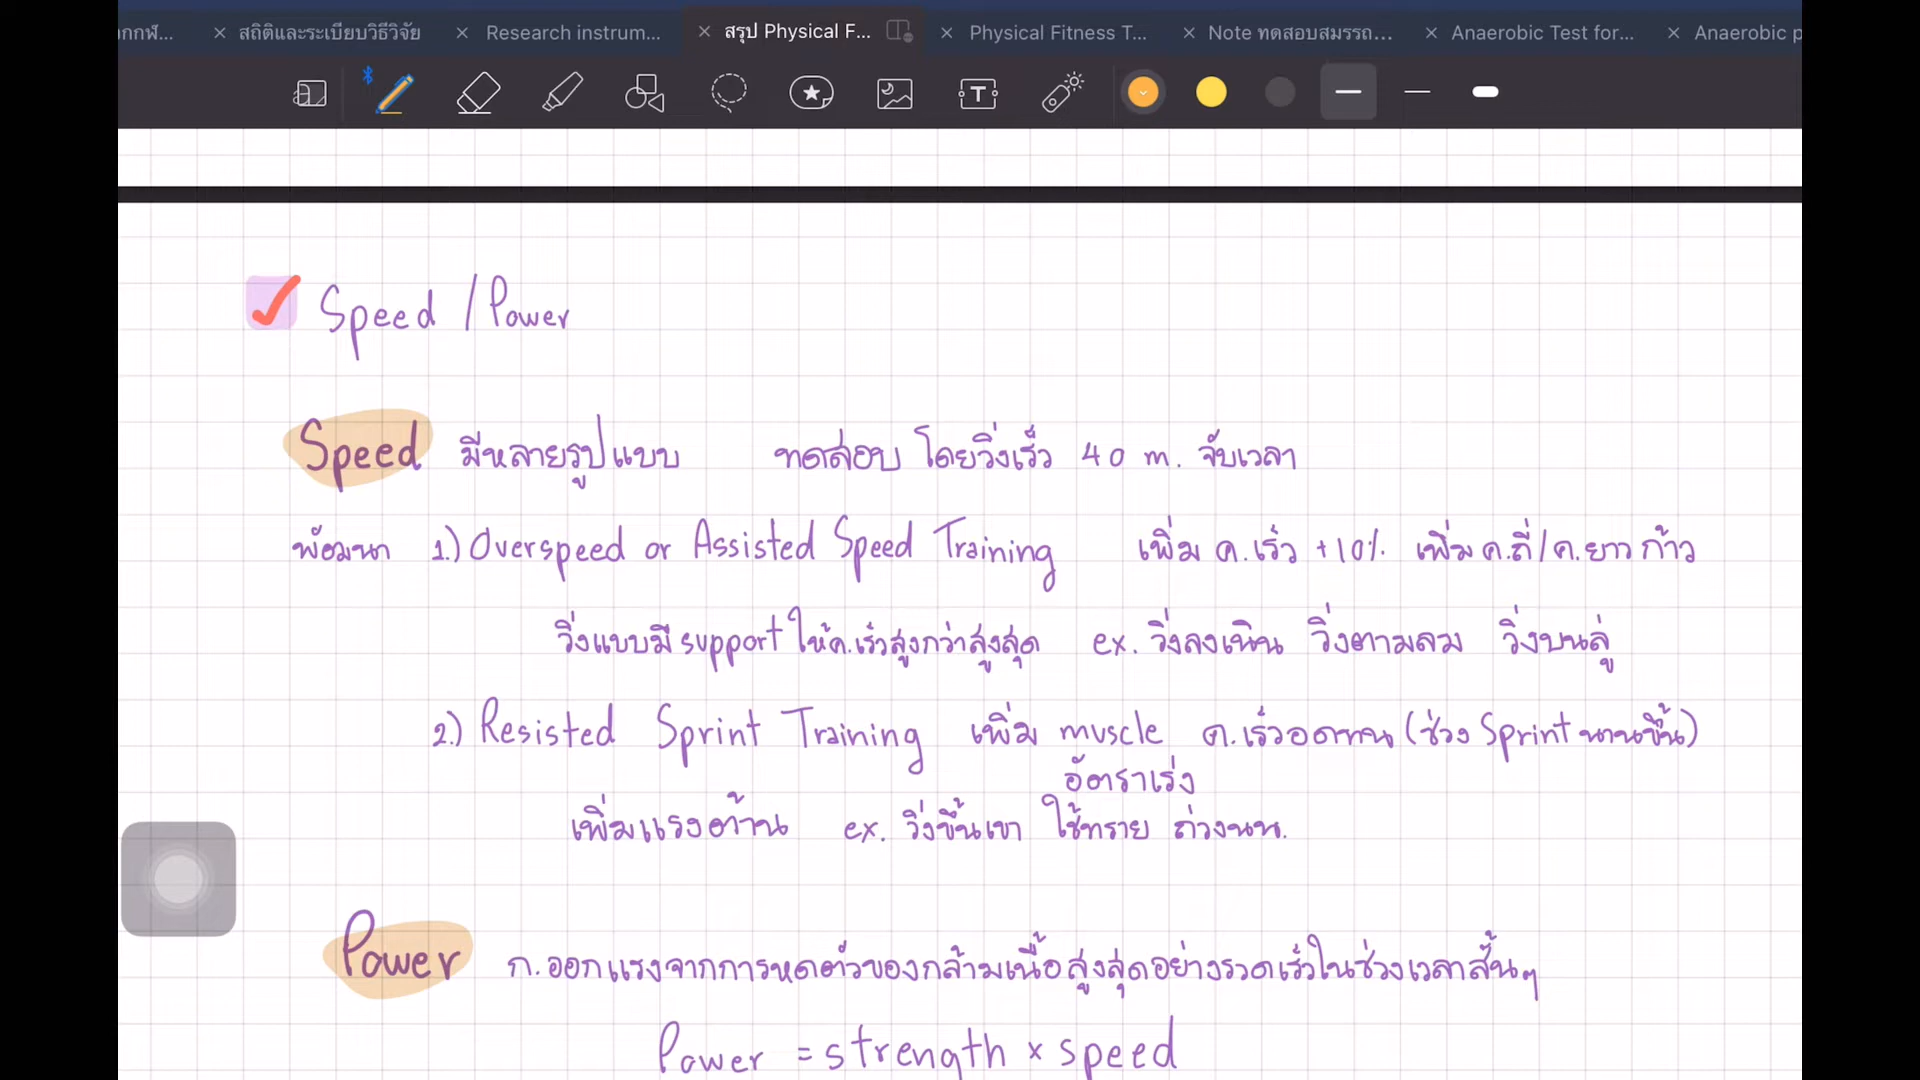 ากกฬ...
สถิติและระเบียบวิธีวิจัย
Research instrum...
สรุป Physical F...
Physical Fitness T...
Note ทดสอบสมรรถ...
Anaerobic Test for...
Anaerobic p
Speed / Power
Speed มีหลายรูปแบบ ทดสอบ โดยวิ่งเร็ว 40 m. จับเวลา
พัฒนา 1.) Overspeed or Assisted Speed Training เพิ่ม ค.เร็ว +10% เพิ่ม ค.ถี่/ค.ยาว ก้าว
วิ่งแบบมี support ให้ค.เร็วสูงกว่าสูงสุด ex. วิ่งลงเนิน วิ่งตามลม วิ่งบนลู่
2.) Resisted Sprint Training เพิ่ม muscle ค.เร็วอดทน (ช่วง Sprint นานขึ้น)
อัตราเร่ง
เพิ่มแรงต้าน ex. วิ่งขึ้นเขา ใช้ทราย ถ่วงนน.
Power ก.ออกแรงจากการหดตัวของกล้ามเนื้อสูงสุดอย่างรวดเร็วในช่วงเวลาสั้นๆ
Power = strength × speed